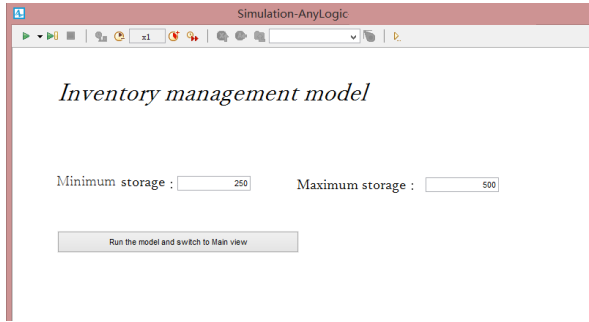 Simulation-AnyLogic
x1
Inventory management model
Minimum storage : 250 Maximum storage : 500
Run the model and switch to Main view